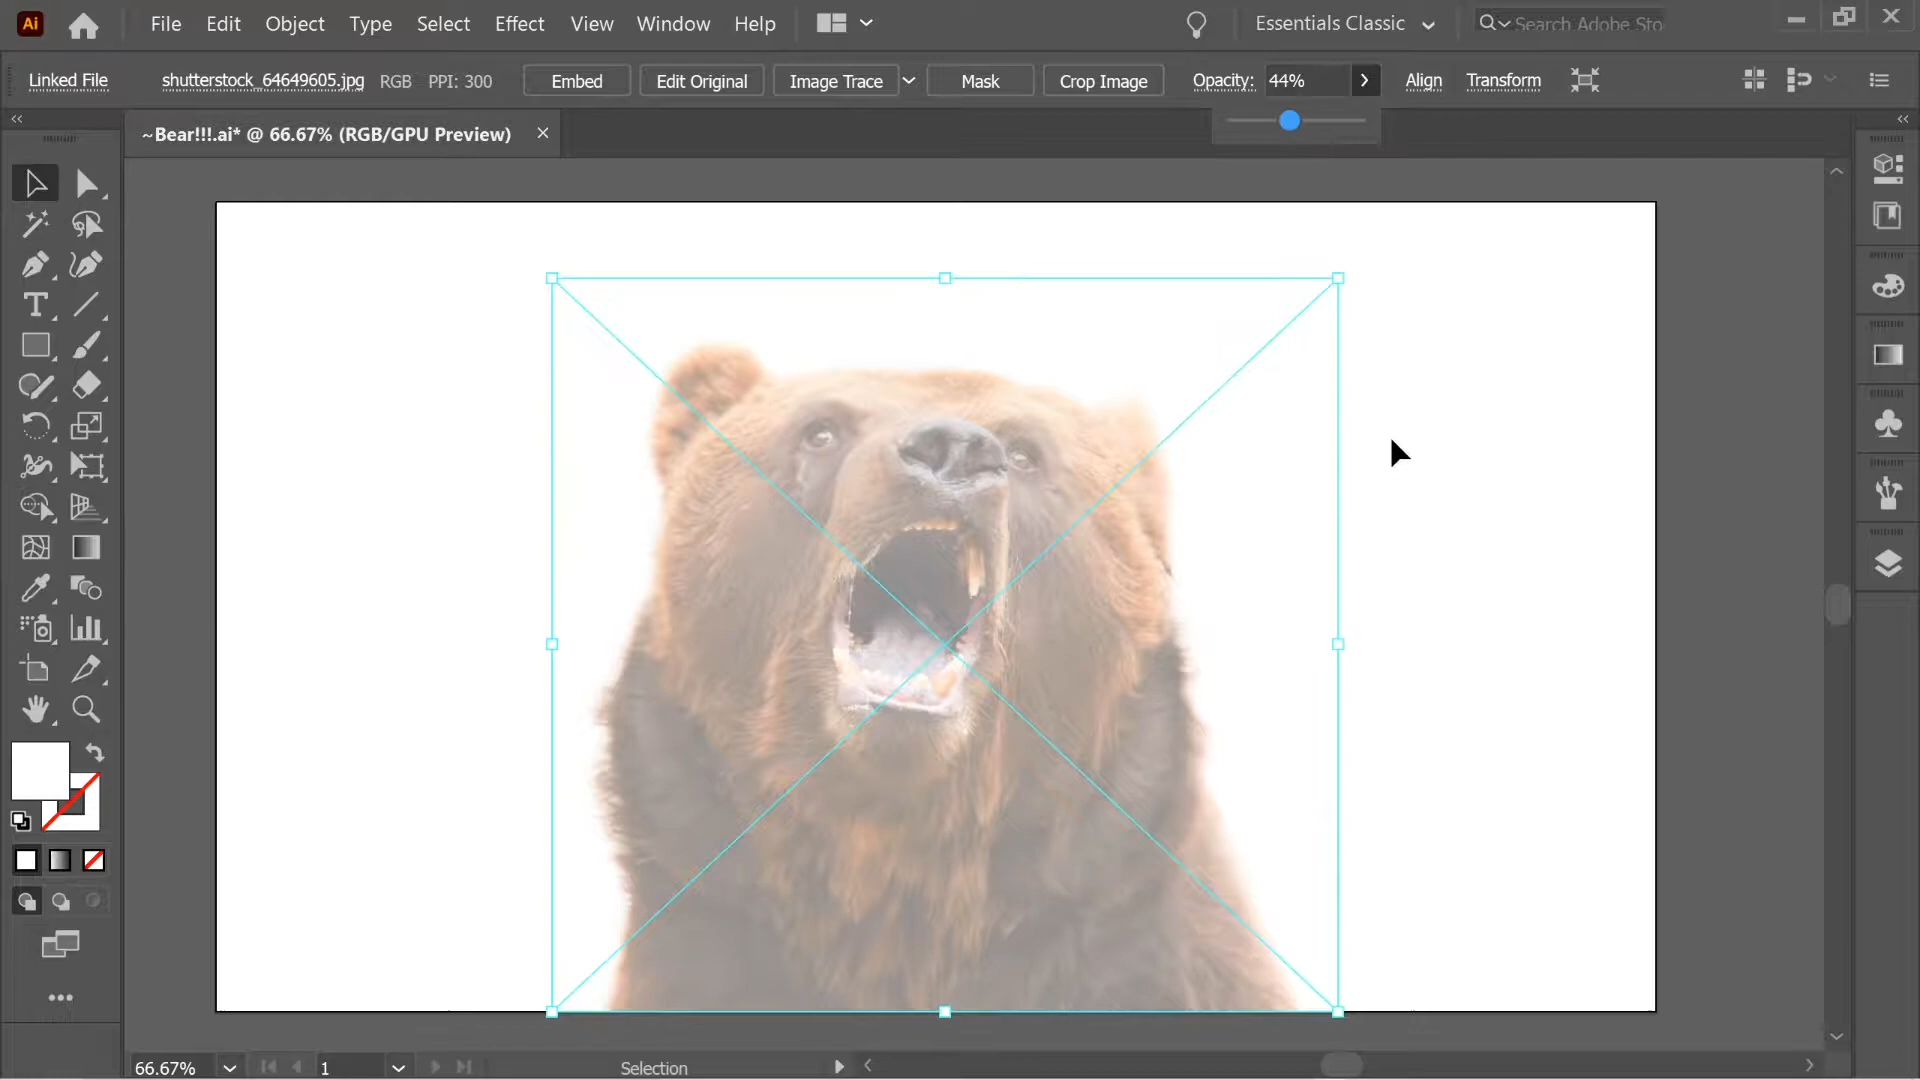 Ai File Edit Object Type Select Effect View Window Help Essentials Classic Search Adobe Sto
Linked File shutterstock_64649605.jpg RGB PPI: 300 Embed Edit Original Image Trace Mask Crop Image Opacity: 44% Align Transform
~Bear!!!.ai* @ 66.67% (RGB/GPU Preview)
66.67% 1 Selection